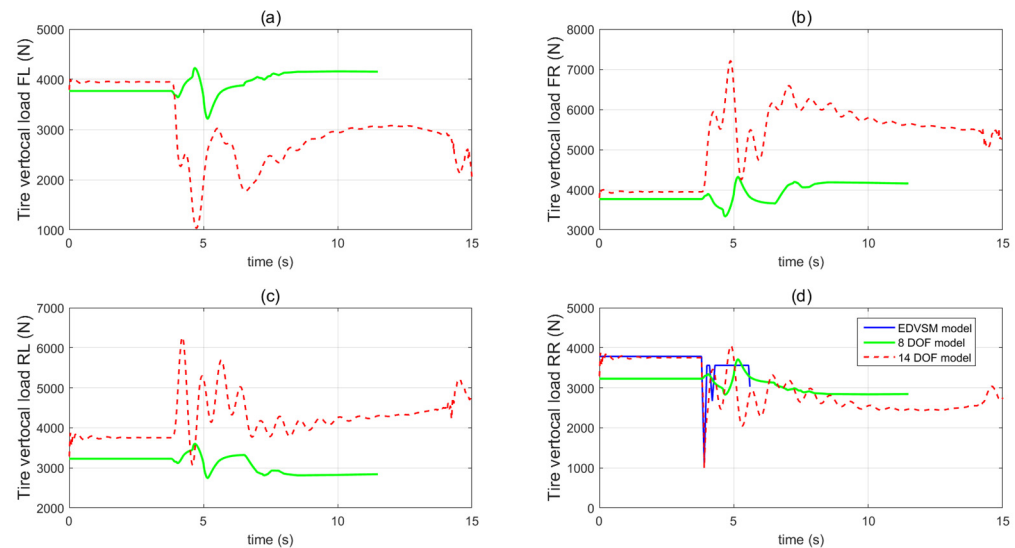 (a)
Tire vertocal load FL (N)
5000
4000
3000
2000
1000
0 5 10 15
time (s)
(b)
Tire vertocal load FR (N)
8000
7000
6000
5000
4000
3000
0 5 10 15
time (s)
(c)
Tire vertocal load RL (N)
7000
6000
5000
4000
3000
2000
0 5 10 15
time (s)
(d)
Tire vertocal load RR (N)
5000
4000
3000
2000
1000
0
0 5 10 15
time (s)
EDVSM model
8 DOF model
14 DOF model